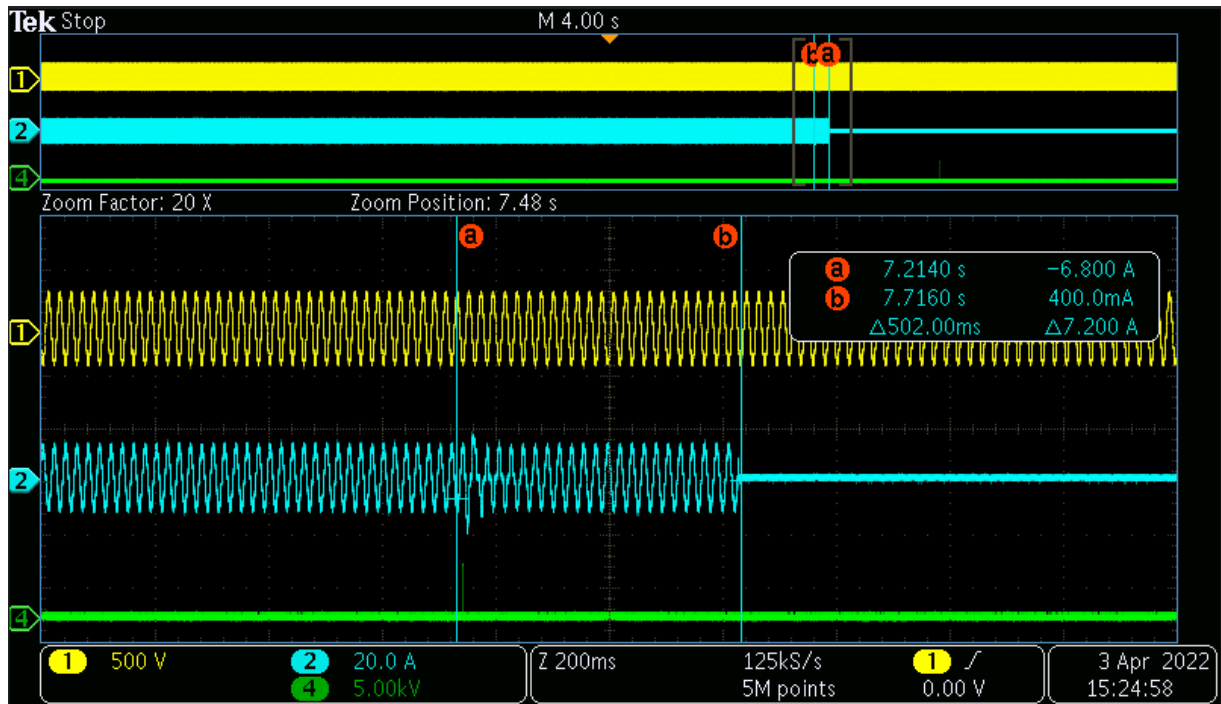 Tek Stop M 4.00 s
b a
1
2
4
Zoom Factor: 20 X Zoom Position: 7.48 s
a b
a 7.2140 s −6.800 A
b 7.7160 s 400.0mA
Δ502.00ms Δ7.200 A
1
2
4
1 500 V 2 20.0 A Z 200ms 125kS/s 1 0.00 V 3 Apr 2022
4 5.00kV 5M points 15:24:58